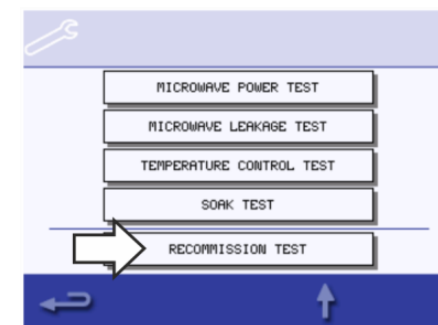 MICROWAVE POWER TEST
MICROWAVE LEAKAGE TEST
TEMPERATURE CONTROL TEST
SOAK TEST
RECOMMISSION TEST